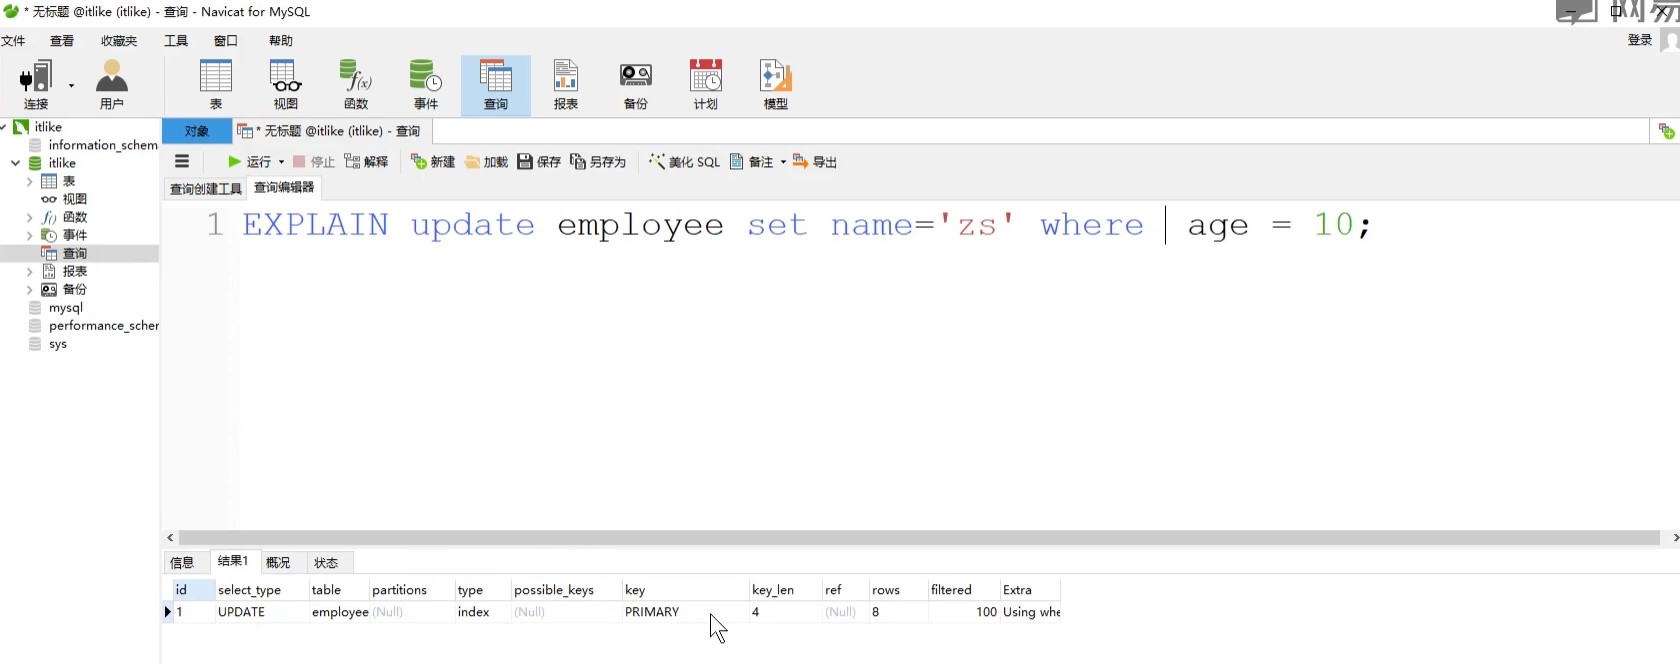 * 无标题 @itlike (itlike) - 查询 - Navicat for MySQL
网易
文件 查看 收藏夹 工具 窗口 帮助
登录
连接 用户 表 视图 函数 事件 查询 报表 备份 计划 模型
itlike
information_schem
itlike
表
视图
函数
事件
查询
报表
备份
mysql
performance_scher
sys
对象 * 无标题 @itlike (itlike) - 查询
运行 停止 解释 新建 加载 保存 另存为 美化 SQL 备注 导出
查询创建工具 查询编辑器
1 EXPLAIN update employee set name='zs' where age = 10;
信息 结果1 概况 状态
id select_type table partitions type possible_keys key key_len ref rows filtered Extra
1 UPDATE employee (Null) index (Null) PRIMARY 4 (Null) 8 100 Using whe